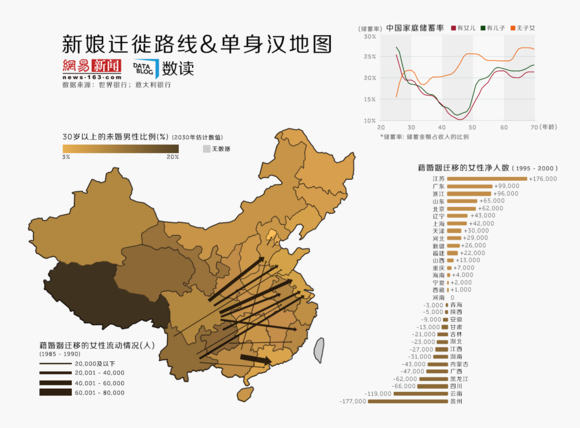 新娘迁徙路线&单身汉地图
網易 新闻
news·163·com
DATA BLOG 数读
数据来源：世界银行；意大利银行
30岁以上的未婚男性比例(%) (2030年估计数值)
3% 20%
无数据
藉婚姻迁移的女性流动情况(人)
(1985 - 1990)
20,000及以下
20,001 - 40,000
40,001 - 60,000
60,001 - 80,000
(储蓄率) 中国家庭储蓄率 有女儿 有儿子 无子女
30%
25%
20%
15%
10%
20 30 40 50 60 70 (年龄)
*储蓄率: 储蓄金额占收入的比例
藉婚姻迁移的女性净人数 (1995 - 2000)
江苏 +176,000
广东 +99,000
浙江 +96,000
山东 +65,000
北京 +62,000
辽宁 +43,000
上海 +42,000
天津 +30,000
河北 +29,000
新疆 +26,000
福建 +22,000
山西 +13,000
重庆 +7,000
海南 +4,000
宁夏 +2,000
西藏 +1,000
河南 0
-3,000 青海
-5,000 陕西
-9,000 安徽
-13,000 甘肃
-21,000 吉林
-23,000 湖北
-27,000 江西
-31,000 湖南
-43,000 内蒙古
-47,000 广西
-62,000 黑龙江
-66,000 四川
-119,000 云南
-177,000 贵州